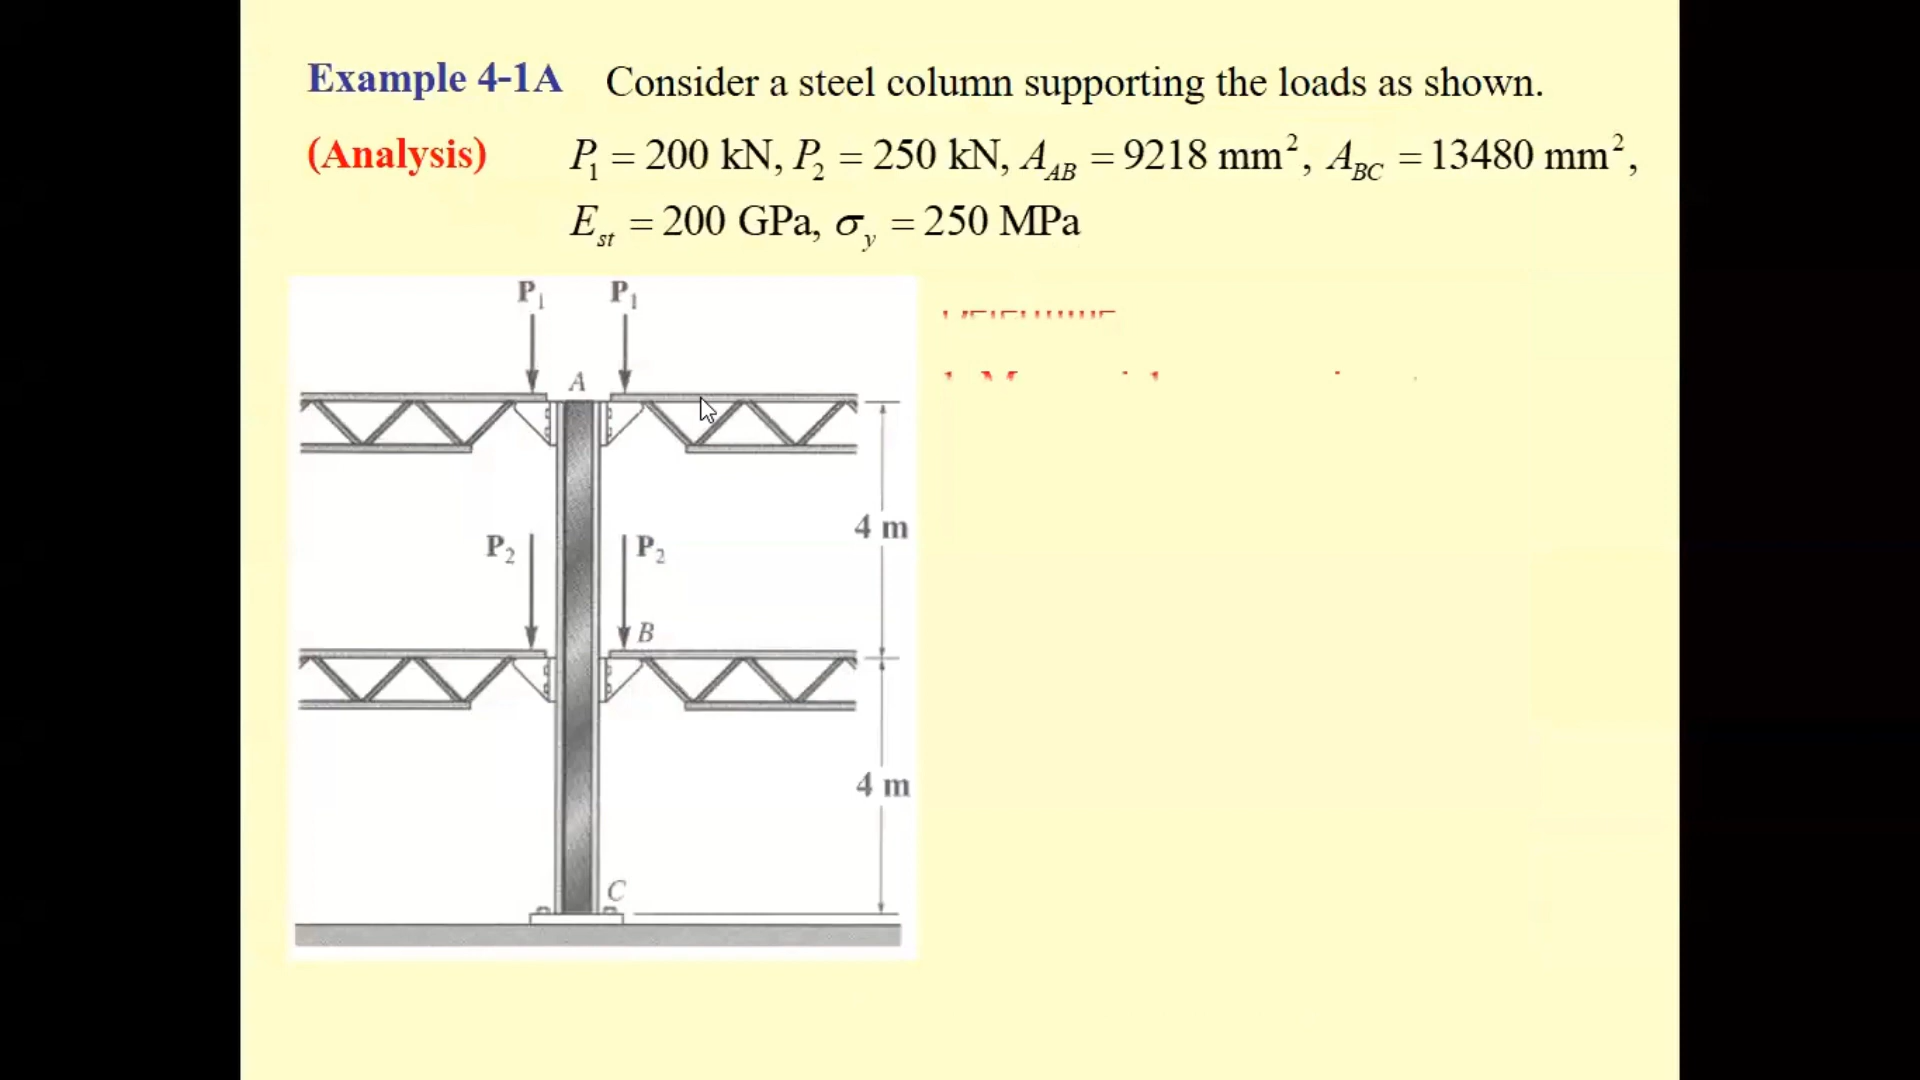 Example 4-1A Consider a steel column supporting the loads as shown.
(Analysis) P₁ = 200 kN, P₂ = 250 kN, A_AB = 9218 mm², A_BC = 13480 mm²,
E_st = 200 GPa, σ_y = 250 MPa
P₁ P₁
A
4 m
P₂ P₂
B
4 m
C